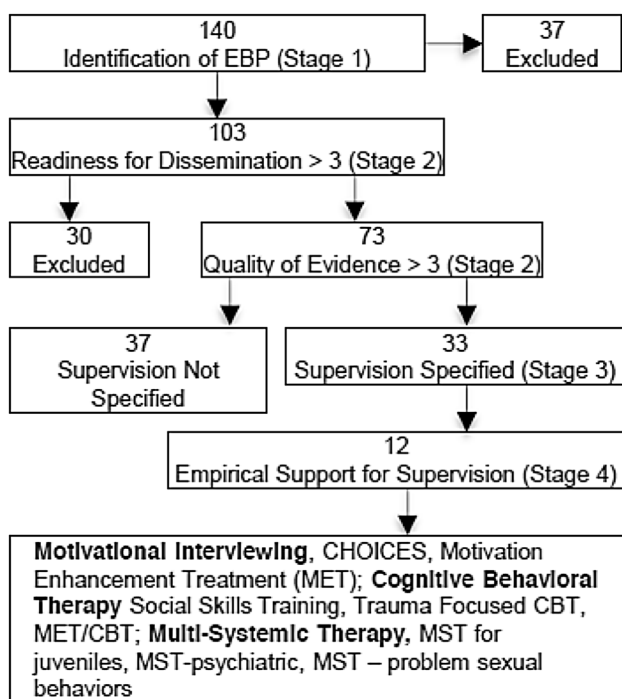 140
Identification of EBP (Stage 1)
37
Excluded
103
Readiness for Dissemination > 3 (Stage 2)
30
Excluded
73
Quality of Evidence > 3 (Stage 2)
37
Supervision Not
Specified
33
Supervision Specified (Stage 3)
12
Empirical Support for Supervision (Stage 4)
Motivational Interviewing, CHOICES, Motivation
Enhancement Treatment (MET); Cognitive Behavioral
Therapy Social Skills Training, Trauma Focused CBT,
MET/CBT; Multi-Systemic Therapy, MST for
juveniles, MST-psychiatric, MST – problem sexual
behaviors